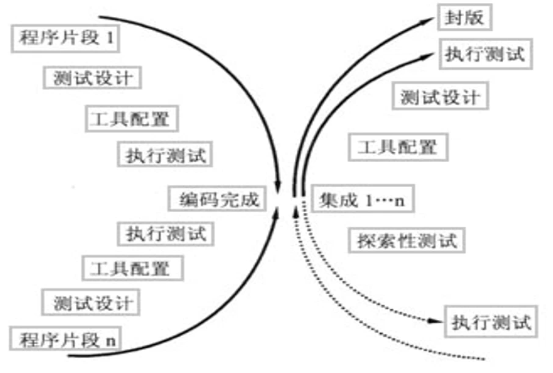 程序片段 1
测试设计
工具配置
执行测试
编码完成
执行测试
工具配置
测试设计
程序片段 n
封版
执行测试
测试设计
工具配置
集成 1…n
探索性测试
执行测试